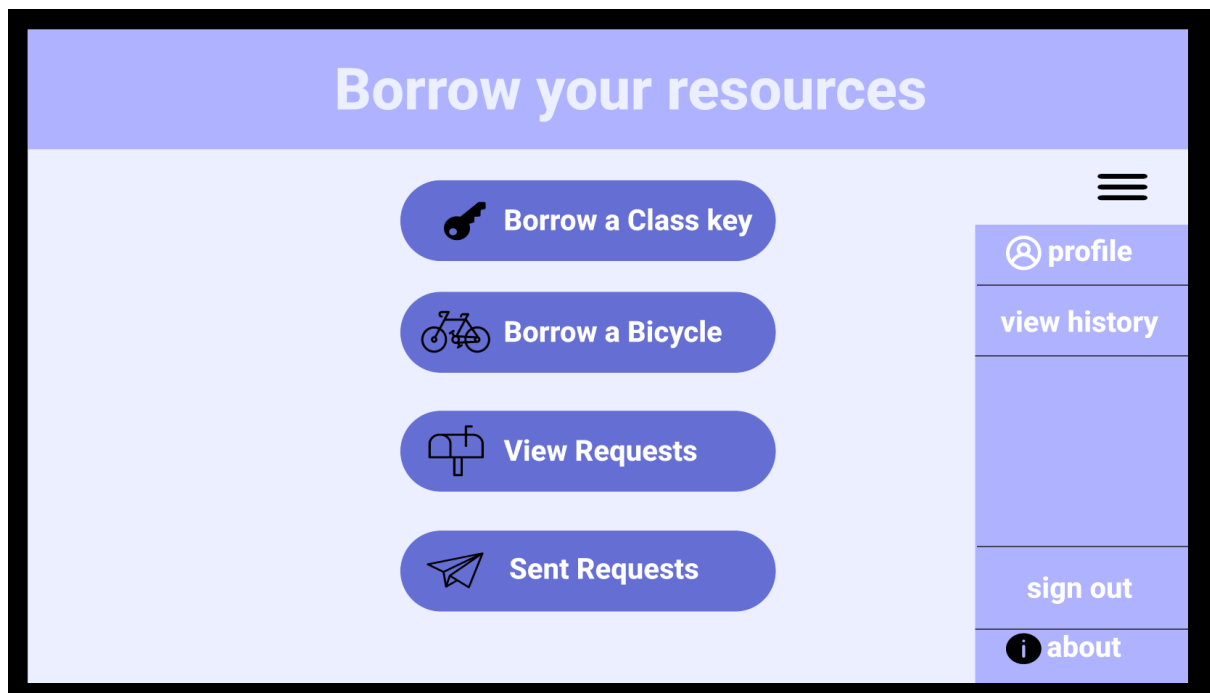 Borrow your resources
Borrow a Class key
Borrow a Bicycle
View Requests
Sent Requests
profile
view history
sign out
i about